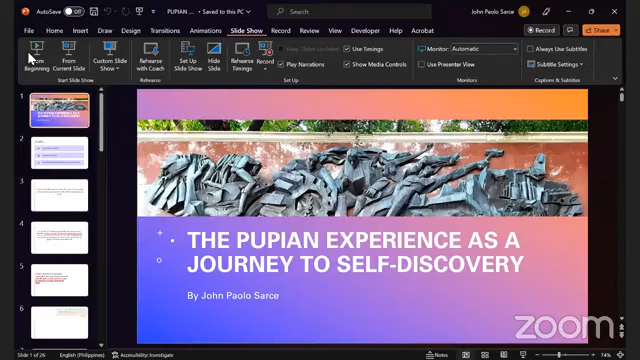 AutoSave Off PUPIAN ... • Saved to this PC Search John Paolo Sarce
File Home Insert Draw Design Transitions Animations Slide Show Record Review View Developer Help Acrobat Record Share
From Beginning From Current Slide Custom Slide Show Rehearse with Coach Set Up Slide Show Hide Slide Rehearse Timings Record
Use Timings
Play Narrations Show Media Controls
Monitor: Automatic
Use Presenter View
Always Use Subtitles
Subtitle Settings
Start Slide Show Rehearse Set Up Monitors Captions & Subtitles
1
2
3
4
5
6
THE PUPIAN EXPERIENCE AS A
JOURNEY TO SELF-DISCOVERY
By John Paolo Sarce
zoom
Slide 1 of 26 English (Philippines) Accessibility: Investigate Notes 74%